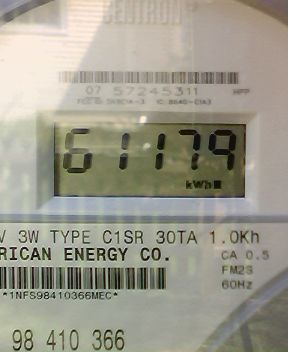 CENTRON
07 57245311 HPP
61179
kWh
V 3W TYPE C1SR 30TA 1.0Kh
RICAN ENERGY CO. CA 0.5
FM2S
*1NFS98410366MEC* 60Hz
98 410 366